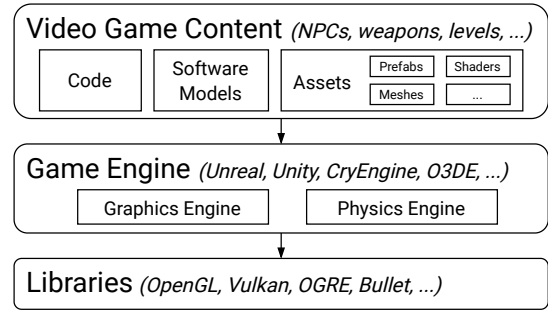 Video Game Content (NPCs, weapons, levels, ...)
Code
Software
Models
Assets
Prefabs
Shaders
Meshes
...
Game Engine (Unreal, Unity, CryEngine, O3DE, ...)
Graphics Engine
Physics Engine
Libraries (OpenGL, Vulkan, OGRE, Bullet, ...)